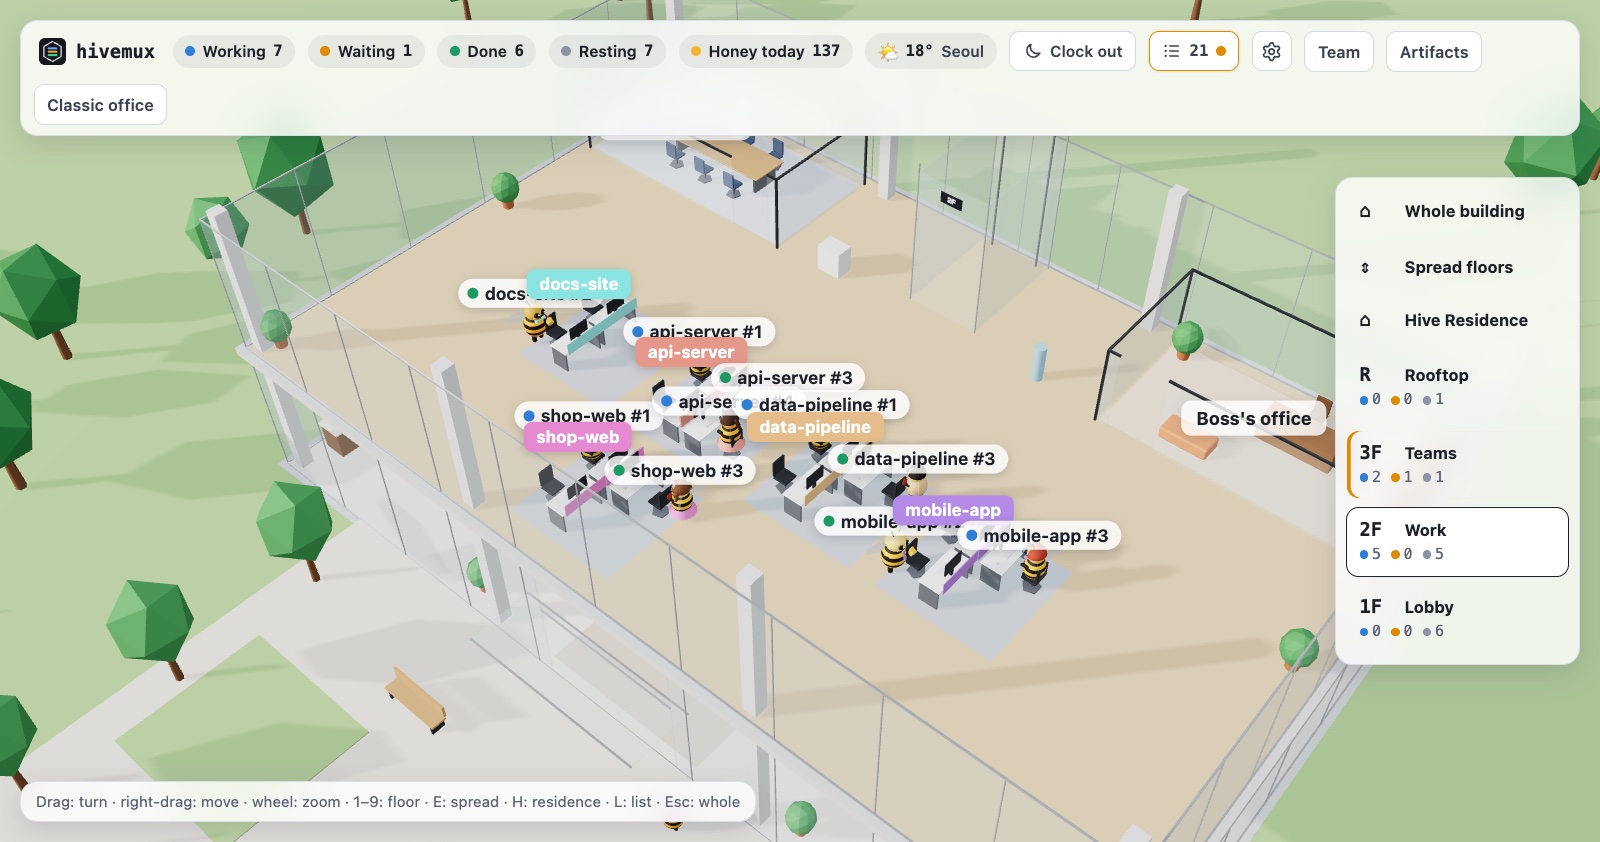 hivemux
Working 7
Waiting 1
Done 6
Resting 7
Honey today 137
18° Seoul
Clock out
21
Team
Artifacts
Classic office
Whole building
Spread floors
Hive Residence
R Rooftop
0 0 1
3F Teams
2 1 1
2F Work
5 0 5
1F Lobby
0 0 6
docs-site
api-server #1
api-server
api-server #3
data-pipeline #1
data-pipeline
shop-web #1
shop-web
shop-web #3
data-pipeline #3
mobile-app
mobile-app #3
Boss's office
Drag: turn · right-drag: move · wheel: zoom · 1–9: floor · E: spread · H: residence · L: list · Esc: whole